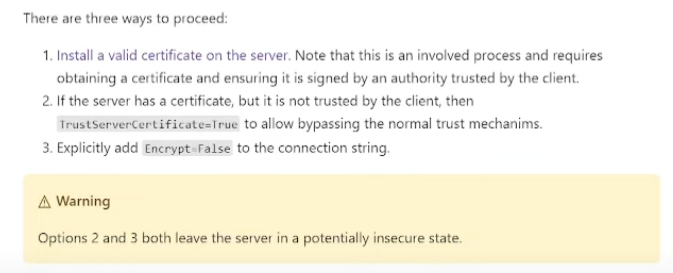 There are three ways to proceed:
1. Install a valid certificate on the server. Note that this is an involved process and requires
obtaining a certificate and ensuring it is signed by an authority trusted by the client.
2. If the server has a certificate, but it is not trusted by the client, then
TrustServerCertificate=True to allow bypassing the normal trust mechanims.
3. Explicitly add Encrypt=False to the connection string.
⚠ Warning
Options 2 and 3 both leave the server in a potentially insecure state.